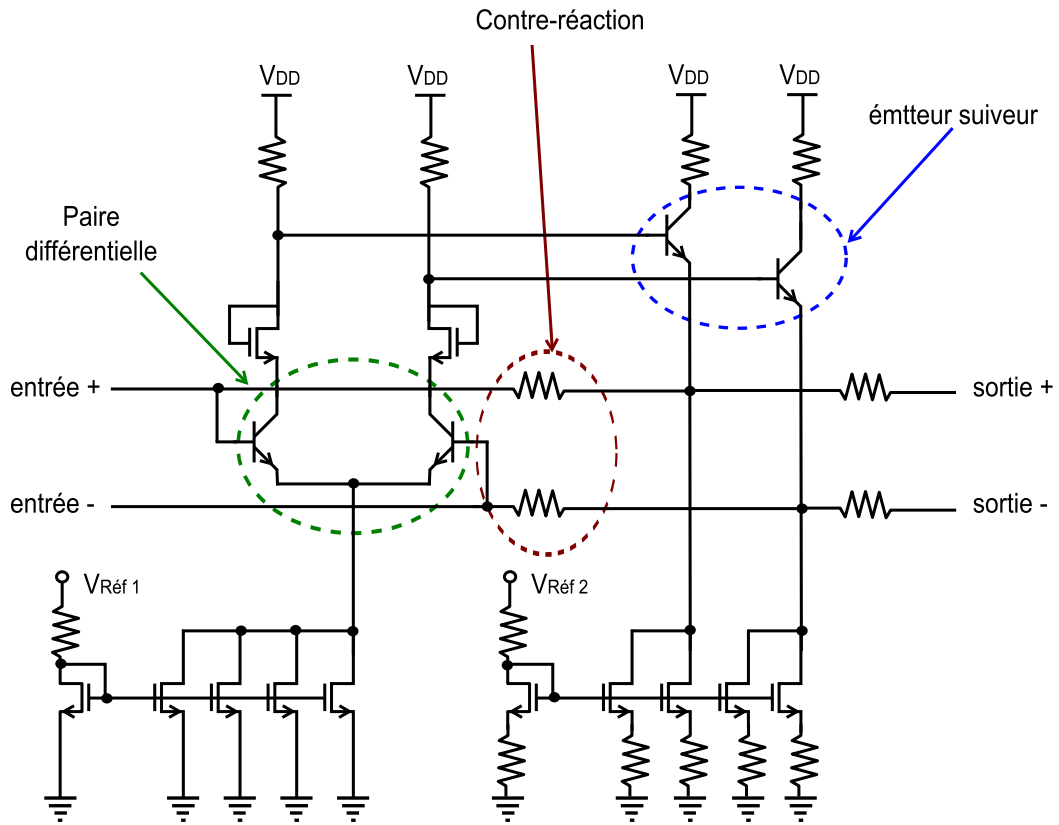 Contre-réaction
VDD
VDD
VDD
VDD
émtteur suiveur
Paire
différentielle
entrée +
sortie +
entrée -
sortie -
VRéf 1
VRéf 2